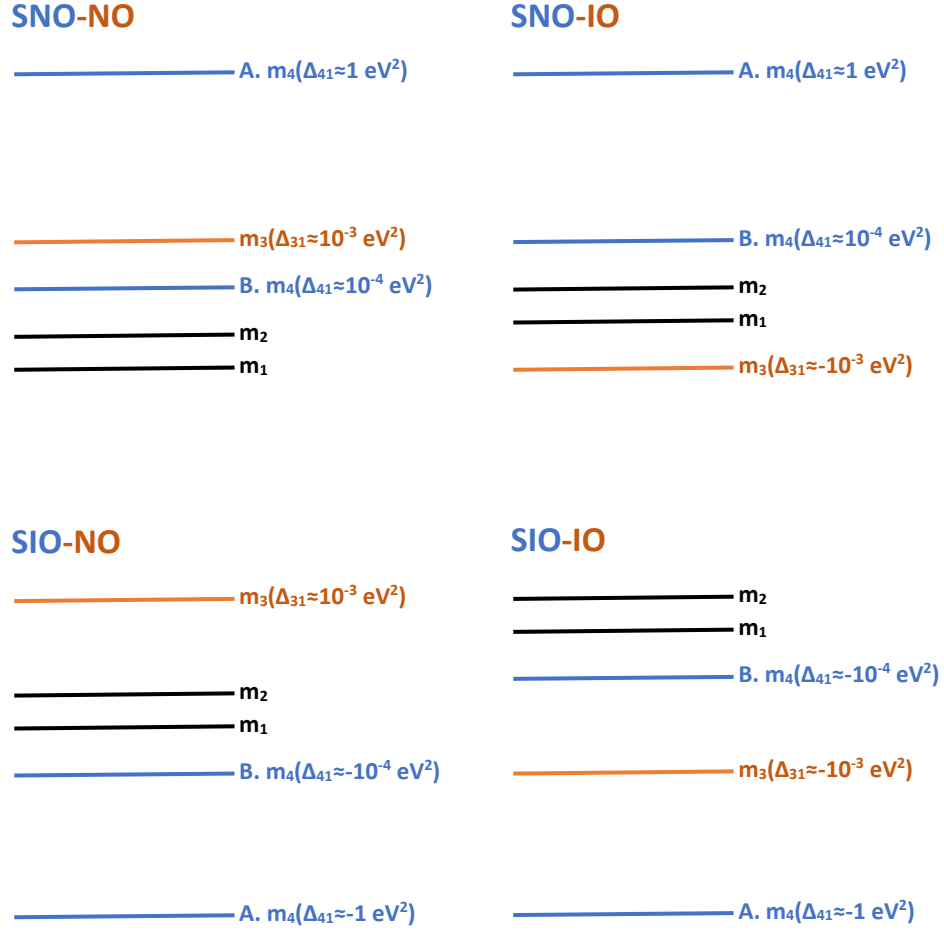 SNO-NO
A. m₄(Δ₄₁≈1 eV²)
m₃(Δ₃₁≈10⁻³ eV²)
B. m₄(Δ₄₁≈10⁻⁴ eV²)
m₂
m₁
SNO-IO
A. m₄(Δ₄₁≈1 eV²)
B. m₄(Δ₄₁≈10⁻⁴ eV²)
m₂
m₁
m₃(Δ₃₁≈-10⁻³ eV²)
SIO-NO
m₃(Δ₃₁≈10⁻³ eV²)
m₂
m₁
B. m₄(Δ₄₁≈-10⁻⁴ eV²)
A. m₄(Δ₄₁≈-1 eV²)
SIO-IO
m₂
m₁
B. m₄(Δ₄₁≈-10⁻⁴ eV²)
m₃(Δ₃₁≈-10⁻³ eV²)
A. m₄(Δ₄₁≈-1 eV²)